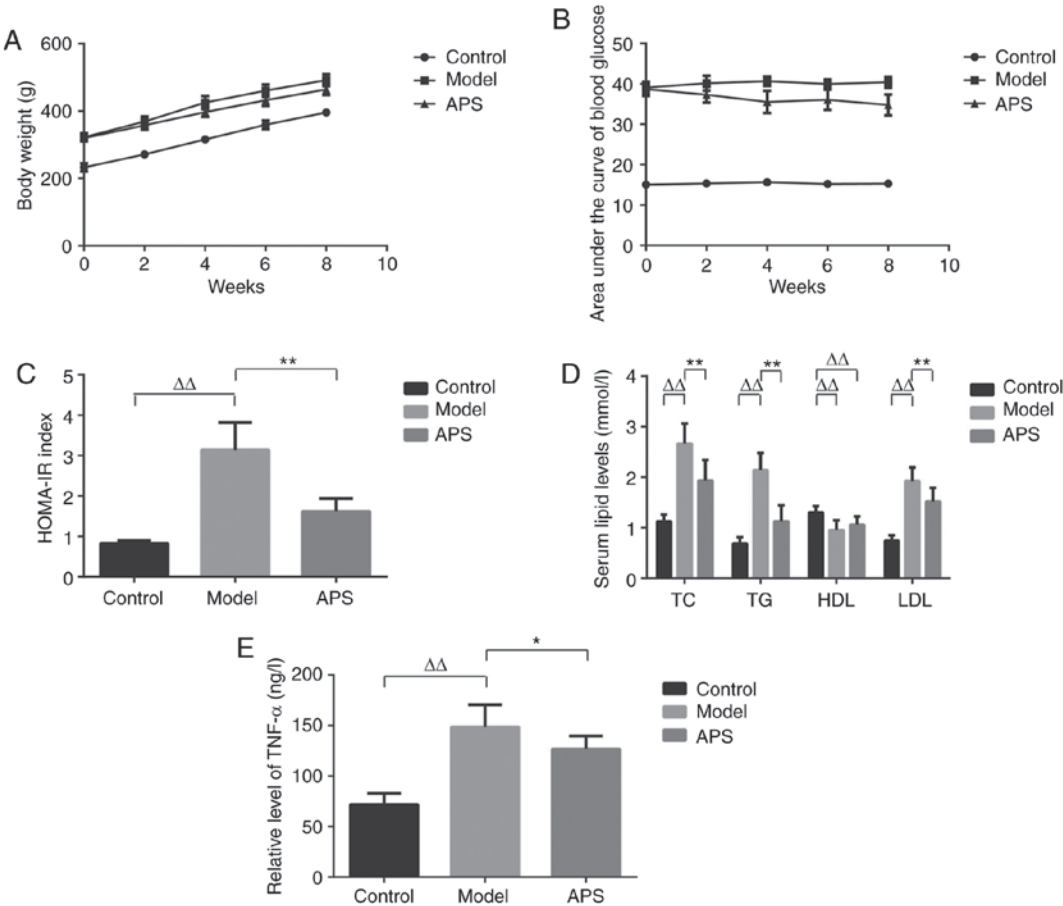 A
Body weight (g)
600
400
200
0
0 2 4 6 8 10
Weeks
Control
Model
APS
B
Area under the curve of blood glucose
50
40
30
20
10
0
0 2 4 6 8 10
Weeks
Control
Model
APS
C
HOMA-IR index
5
4
3
2
1
0
ΔΔ
**
Control Model APS
Control
Model
APS
D
Serum lipid levels (mmol/l)
4
3
2
1
0
ΔΔ ** ΔΔ ** ΔΔ ΔΔ ΔΔ **
TC TG HDL LDL
Control
Model
APS
E
Relative level of TNF-α (ng/l)
200
150
100
50
0
ΔΔ
*
Control Model APS
Control
Model
APS